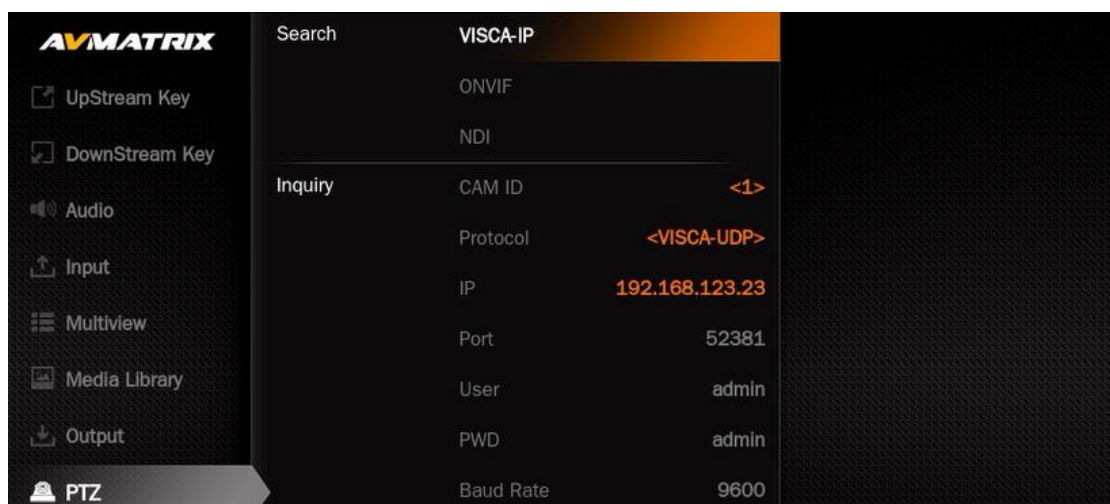 AVMATRIX
UpStream Key
DownStream Key
Audio
Input
Multiview
Media Library
Output
PTZ
Search VISCA-IP
ONVIF
NDI
Inquiry CAM ID <1>
Protocol <VISCA-UDP>
IP 192.168.123.23
Port 52381
User admin
PWD admin
Baud Rate 9600